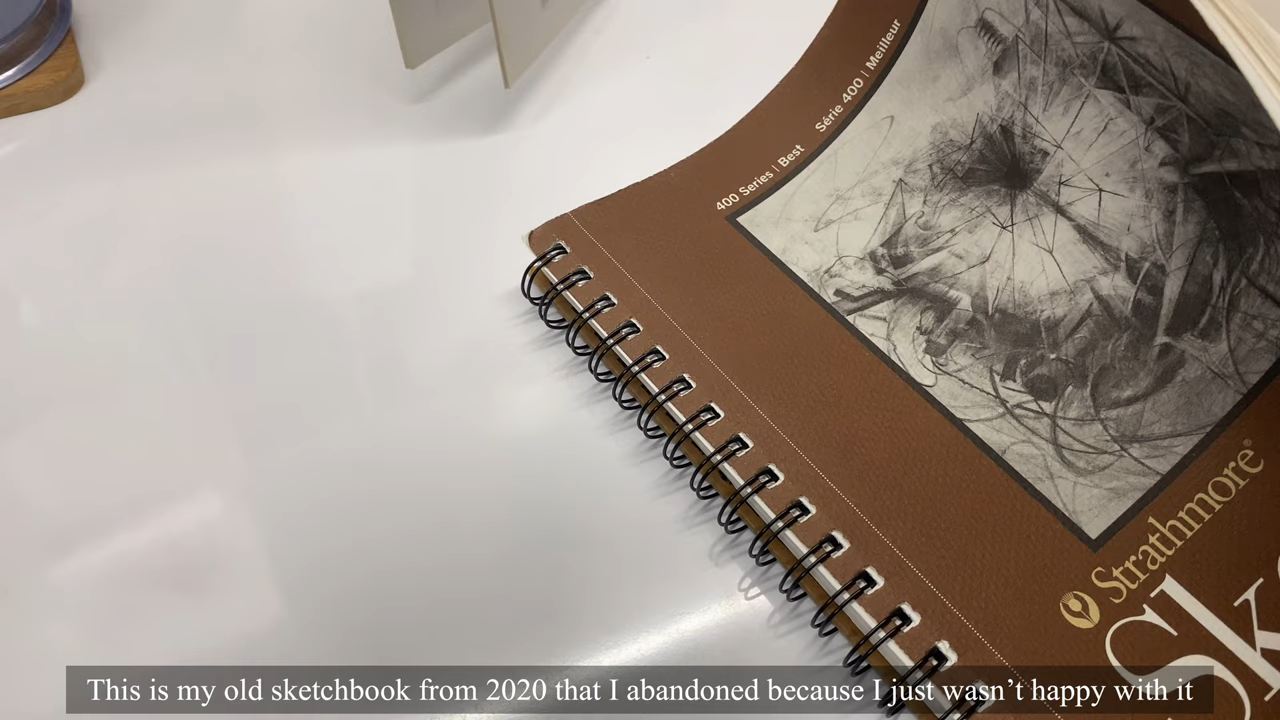 400 Series | Best Série 400 | Meilleur
Strathmore®
Sk
This is my old sketchbook from 2020 that I abandoned because I just wasn't happy with it